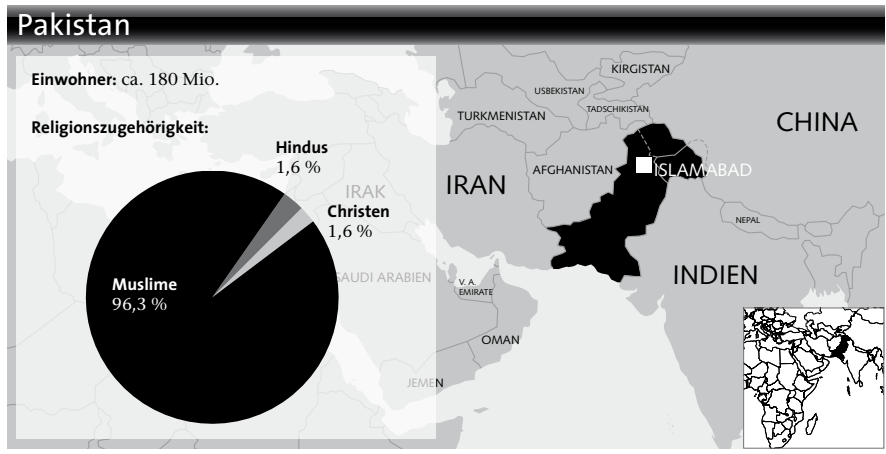 Pakistan
Einwohner: ca. 180 Mio.
Religionszugehörigkeit:
Hindus
1,6 %
Christen
1,6 %
Muslime
96,3 %
IRAK
SAUDI ARABIEN
JEMEN
KIRGISTAN
USBEKISTAN
TADSCHIKISTAN
TURKMENISTAN
CHINA
AFGHANISTAN
ISLAMABAD
IRAN
NEPAL
INDIEN
V. A.
EMIRATE
OMAN